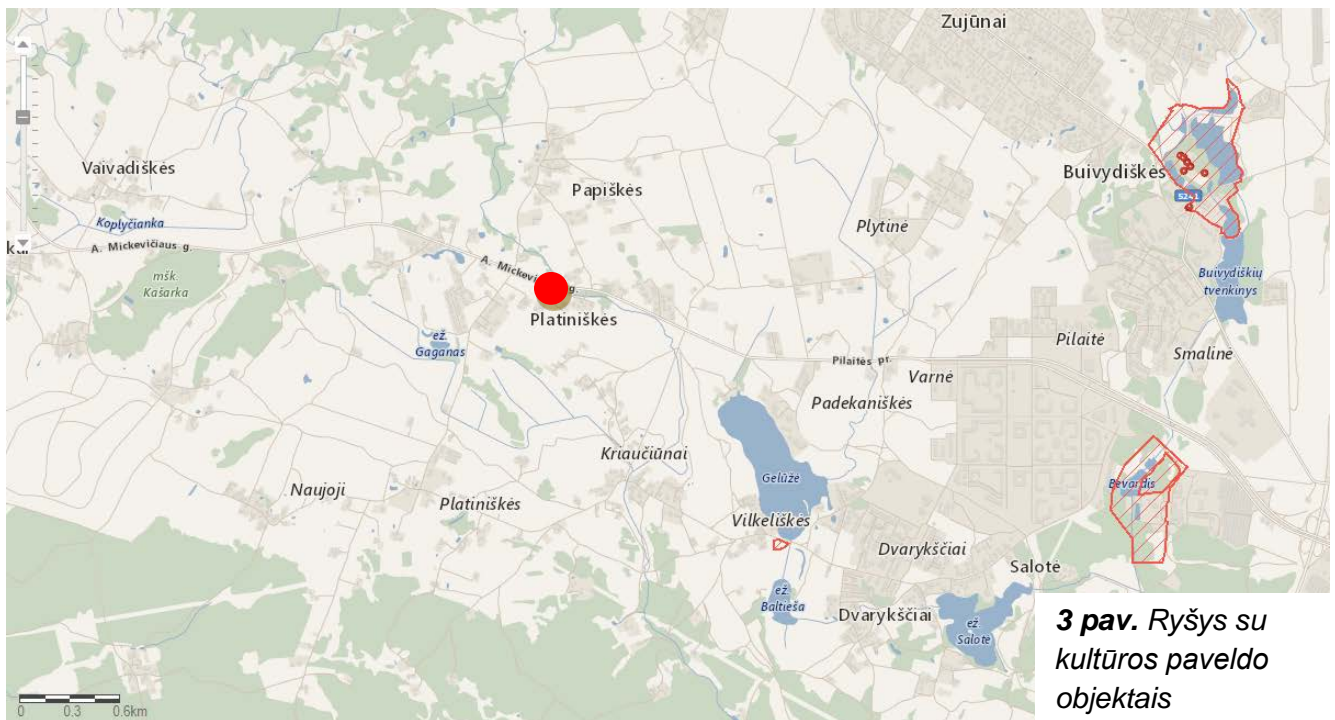 Zujūnai
Vaivadiškės
Buivydiškės
Papiškės
5241
Koplyčianka
Plytinė
A. Mickevičiaus g.
A. Mickevi
g.
mšk.
Kašarka
Buivydiškių
tvenkinys
Platiniškės
ež.
Gaganas
Pilaitė
Smalinė
Pilaitės pr.
Varnė
Padekaniškės
Kriaučiūnai
Gelūžė
Bevardis
Naujoji
Platiniškės
Vilkeliškės
Dvarykščiai
Salotė
ež.
Baltieša
Dvarykščiai
ež.
Salotė
3 pav. Ryšys su
kultūros paveldo
objektais
0 0.3 0.6km